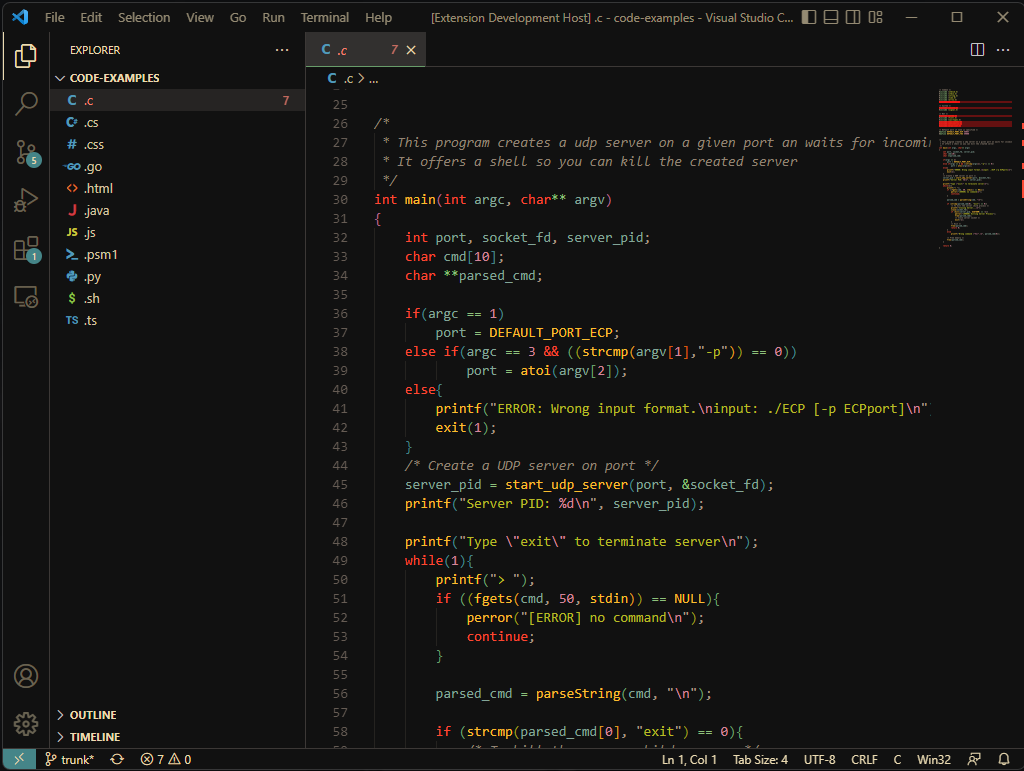 File Edit Selection View Go Run Terminal Help [Extension Development Host] .c - code-examples - Visual Studio C...
EXPLORER
CODE-EXAMPLES
C .c 7
C# .cs
# .css
GO .go
<> .html
J .java
JS .js
.psm1
.py
$ .sh
TS .ts
5
1
OUTLINE
TIMELINE
C .c 7
C .c > ...
25
26 /*
27 * This program creates a udp server on a given port an waits for incomi
28 * It offers a shell so you can kill the created server
29 */
30 int main(int argc, char** argv)
31 {
32 int port, socket_fd, server_pid;
33 char cmd[10];
34 char **parsed_cmd;
35
36 if(argc == 1)
37 port = DEFAULT_PORT_ECP;
38 else if(argc == 3 && ((strcmp(argv[1],"-p")) == 0))
39 port = atoi(argv[2]);
40 else{
41 printf("ERROR: Wrong input format.\ninput: ./ECP [-p ECPport]\n"
42 exit(1);
43 }
44 /* Create a UDP server on port */
45 server_pid = start_udp_server(port, &socket_fd);
46 printf("Server PID: %d\n", server_pid);
47
48 printf("Type \"exit\" to terminate server\n");
49 while(1){
50 printf("> ");
51 if ((fgets(cmd, 50, stdin)) == NULL){
52 perror("[ERROR] no command\n");
53 continue;
54 }
55
56 parsed_cmd = parseString(cmd, "\n");
57
58 if (strcmp(parsed_cmd[0], "exit") == 0){
trunk* 7 0 Ln 1, Col 1 Tab Size: 4 UTF-8 CRLF C Win32